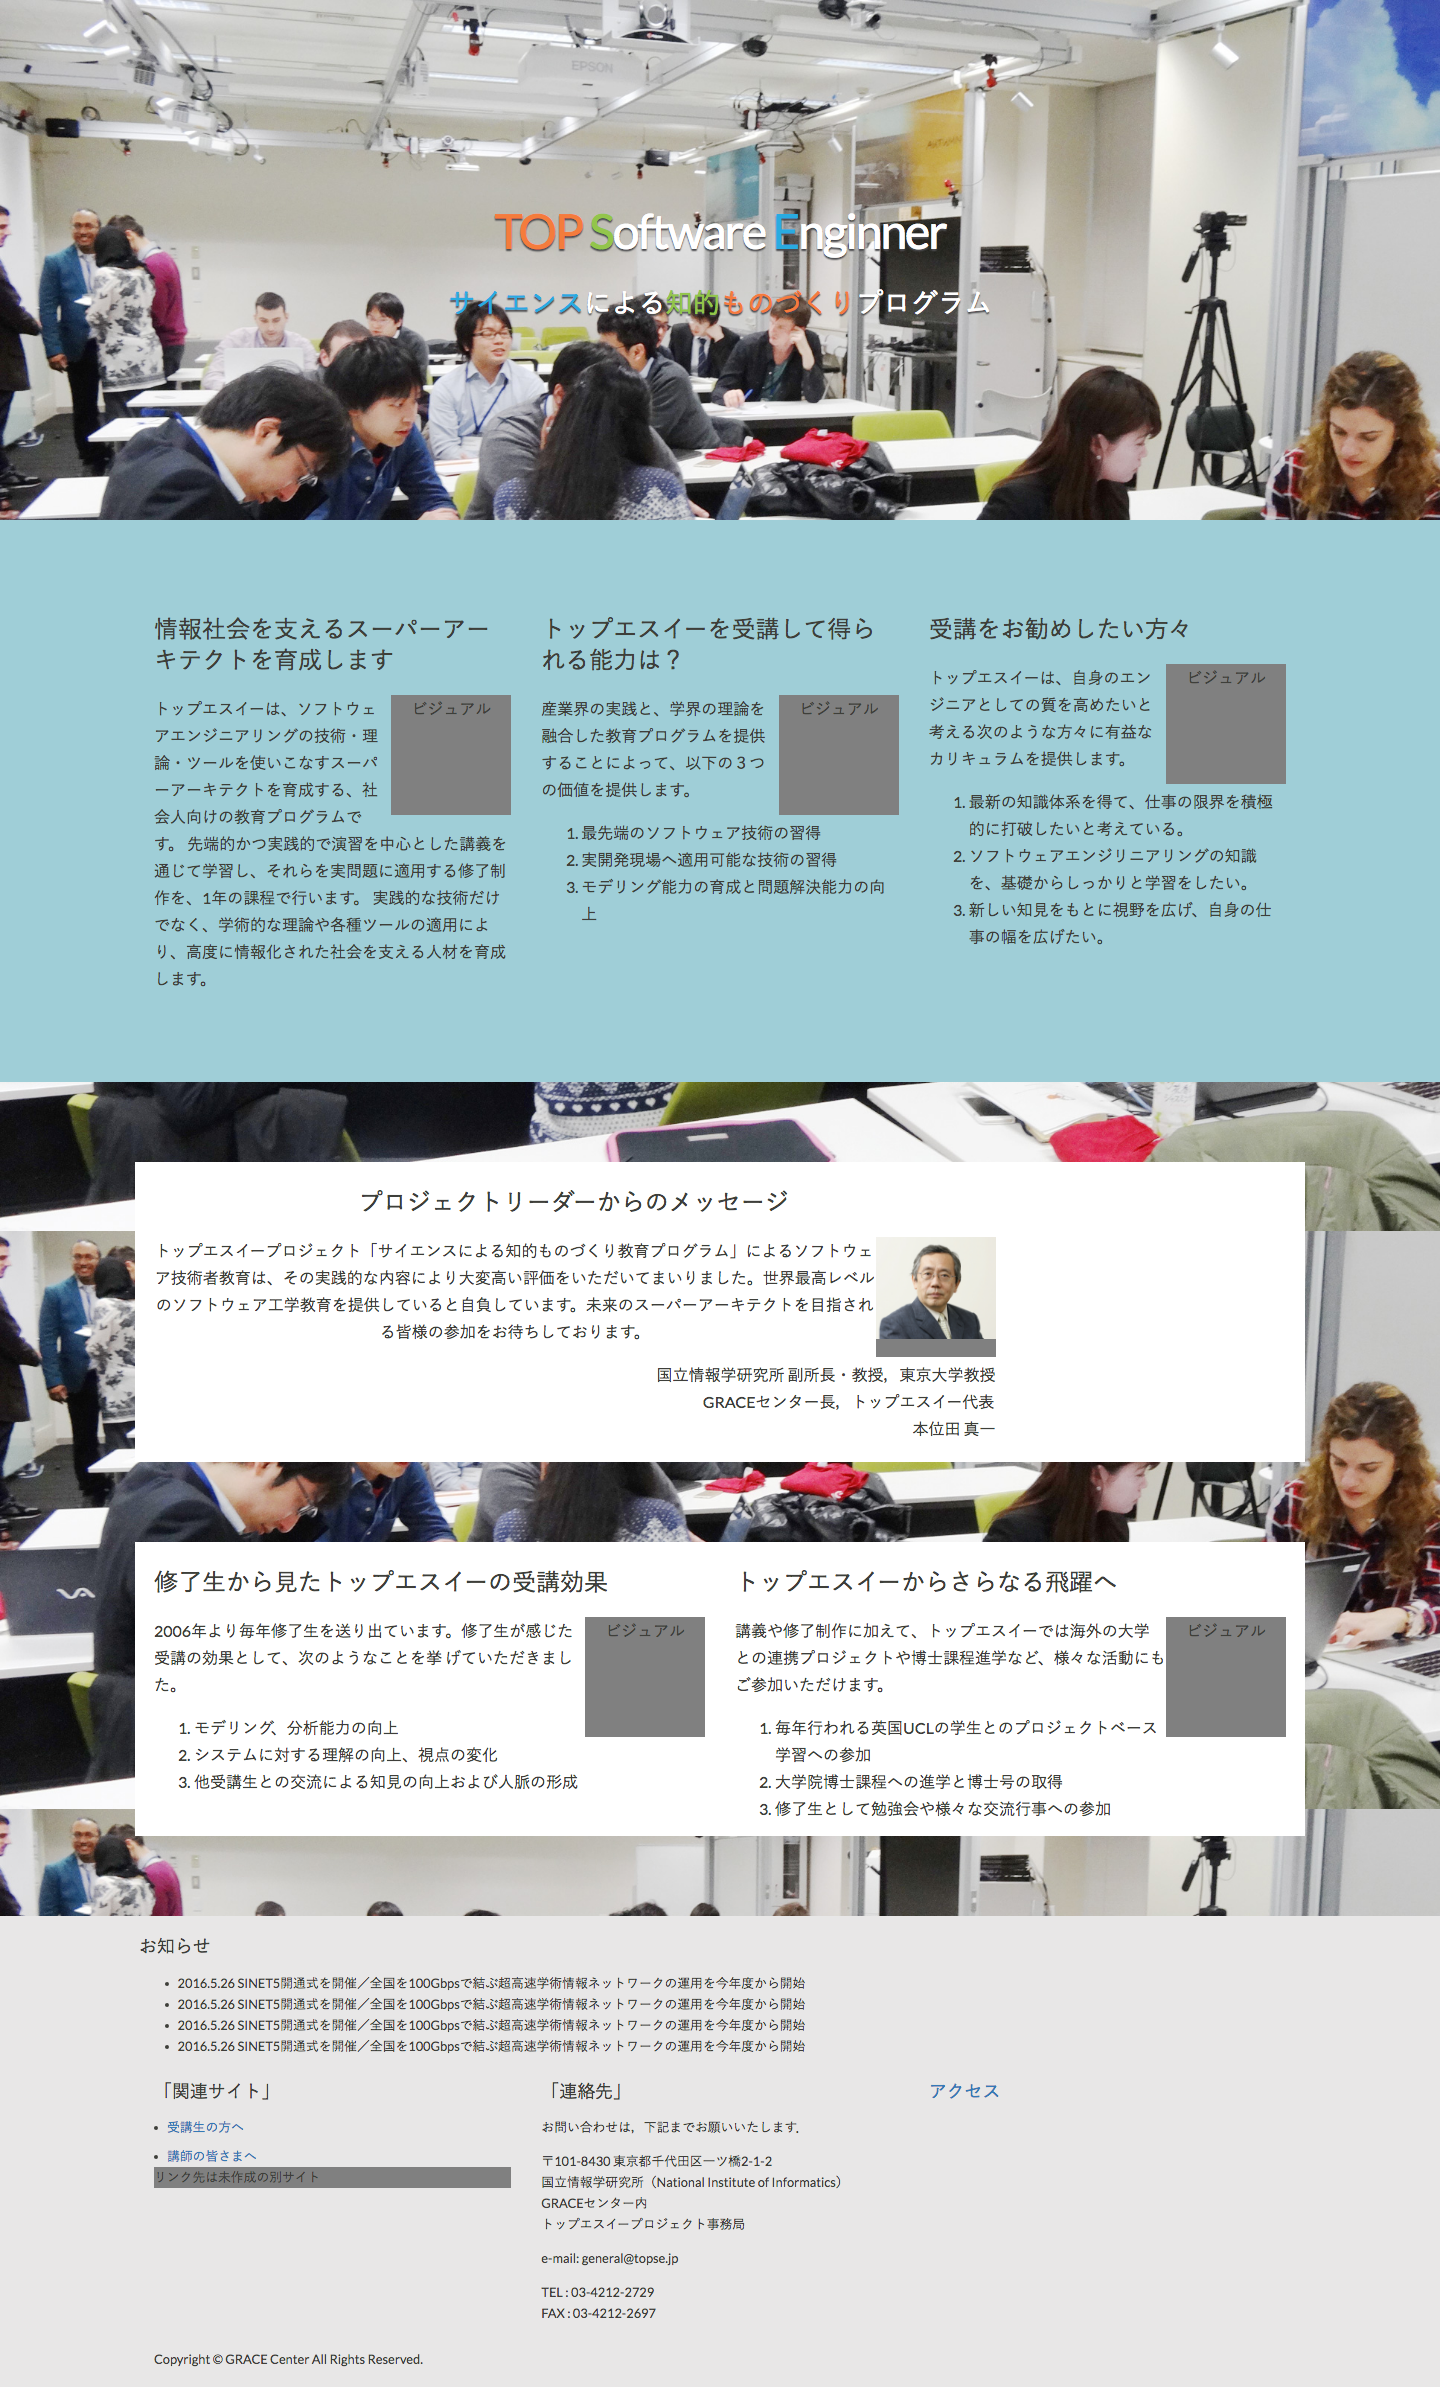 EPSON
TOP Software Enginner
サイエンスによる知的ものづくりプログラム
情報社会を支えるスーパーアー
キテクトを育成します
トップエスイーは、ソフトウェ
アエンジニアリングの技術・理
論・ツールを使いこなすスーパ
ーアーキテクトを育成する、社
会人向けの教育プログラムで
す。 先端的かつ実践的で演習を中心とした講義を
通じて学習し、それらを実問題に適用する修了制
作を、1年の課程で行います。 実践的な技術だけ
でなく、学術的な理論や各種ツールの適用によ
り、高度に情報化された社会を支える人材を育成
します。
ビジュアル
トップエスイーを受講して得ら
れる能力は？
産業界の実践と、学界の理論を
融合した教育プログラムを提供
することによって、以下の３つ
の価値を提供します。
ビジュアル
1. 最先端のソフトウェア技術の習得
2. 実開発現場へ適用可能な技術の習得
3. モデリング能力の育成と問題解決能力の向
上
受講をお勧めしたい方々
トップエスイーは、自身のエン
ジニアとしての質を高めたいと
考える次のような方々に有益な
カリキュラムを提供します。
ビジュアル
1. 最新の知識体系を得て、仕事の限界を積極
的に打破したいと考えている。
2. ソフトウェアエンジリニアリングの知識
を、基礎からしっかりと学習をしたい。
3. 新しい知見をもとに視野を広げ、自身の仕
事の幅を広げたい。
プロジェクトリーダーからのメッセージ
トップエスイープロジェクト「サイエンスによる知的ものづくり教育プログラム」によるソフトウェ
ア技術者教育は、その実践的な内容により大変高い評価をいただいてまいりました。世界最高レベル
のソフトウェア工学教育を提供していると自負しています。未来のスーパーアーキテクトを目指され
る皆様の参加をお待ちしております。
国立情報学研究所 副所長・教授，東京大学教授
GRACEセンター長，トップエスイー代表
本位田 真一
修了生から見たトップエスイーの受講効果
2006年より毎年修了生を送り出ています。修了生が感じた
受講の効果として、次のようなことを挙 げていただきまし
た。
ビジュアル
1. モデリング、分析能力の向上
2. システムに対する理解の向上、視点の変化
3. 他受講生との交流による知見の向上および人脈の形成
トップエスイーからさらなる飛躍へ
講義や修了制作に加えて、トップエスイーでは海外の大学
との連携プロジェクトや博士課程進学など、様々な活動にも
ご参加いただけます。
ビジュアル
1. 毎年行われる英国UCLの学生とのプロジェクトベース
学習への参加
2. 大学院博士課程への進学と博士号の取得
3. 修了生として勉強会や様々な交流行事への参加
お知らせ
• 2016.5.26 SINET5開通式を開催／全国を100Gbpsで結ぶ超高速学術情報ネットワークの運用を今年度から開始
• 2016.5.26 SINET5開通式を開催／全国を100Gbpsで結ぶ超高速学術情報ネットワークの運用を今年度から開始
• 2016.5.26 SINET5開通式を開催／全国を100Gbpsで結ぶ超高速学術情報ネットワークの運用を今年度から開始
• 2016.5.26 SINET5開通式を開催／全国を100Gbpsで結ぶ超高速学術情報ネットワークの運用を今年度から開始
「関連サイト」
• 受講生の方へ
• 講師の皆さまへ
リンク先は未作成の別サイト
「連絡先」
お問い合わせは，下記までお願いいたします．
〒101-8430 東京都千代田区一ツ橋2-1-2
国立情報学研究所（National Institute of Informatics）
GRACEセンター内
トップエスイープロジェクト事務局
e-mail: general@topse.jp
TEL : 03-4212-2729
FAX : 03-4212-2697
アクセス
Copyright © GRACE Center All Rights Reserved.